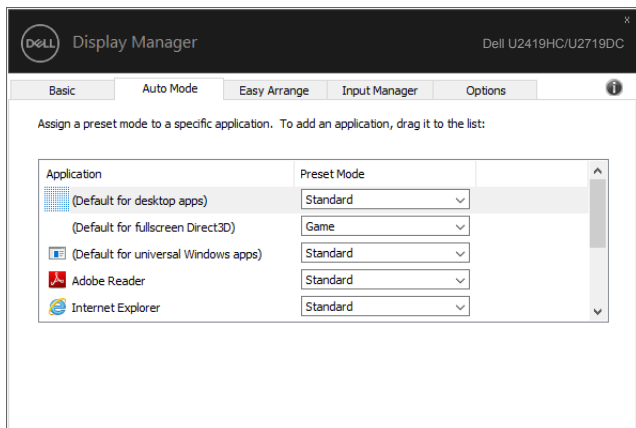 x
DELL Display Manager Dell U2419HC/U2719DC
Basic Auto Mode Easy Arrange Input Manager Options i
Assign a preset mode to a specific application. To add an application, drag it to the list:
Application Preset Mode
(Default for desktop apps) Standard
(Default for fullscreen Direct3D) Game
(Default for universal Windows apps) Standard
Adobe Reader Standard
Internet Explorer Standard